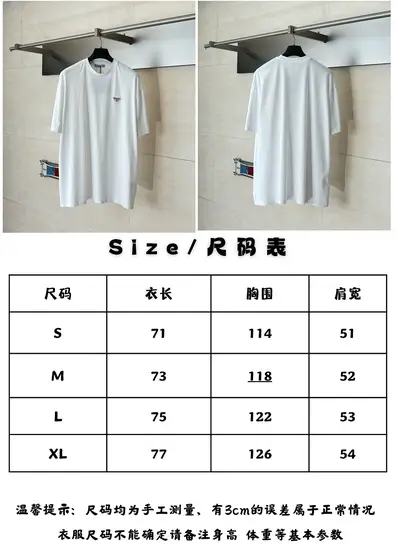 Size/尺码表
尺码 衣长 胸围 肩宽
S 71 114 51
M 73 118 52
L 75 122 53
XL 77 126 54
温馨提示：尺码均为手工测量、有3cm的误差属于正常情况
衣服尺码不能确定请备注身高 体重等基本参数